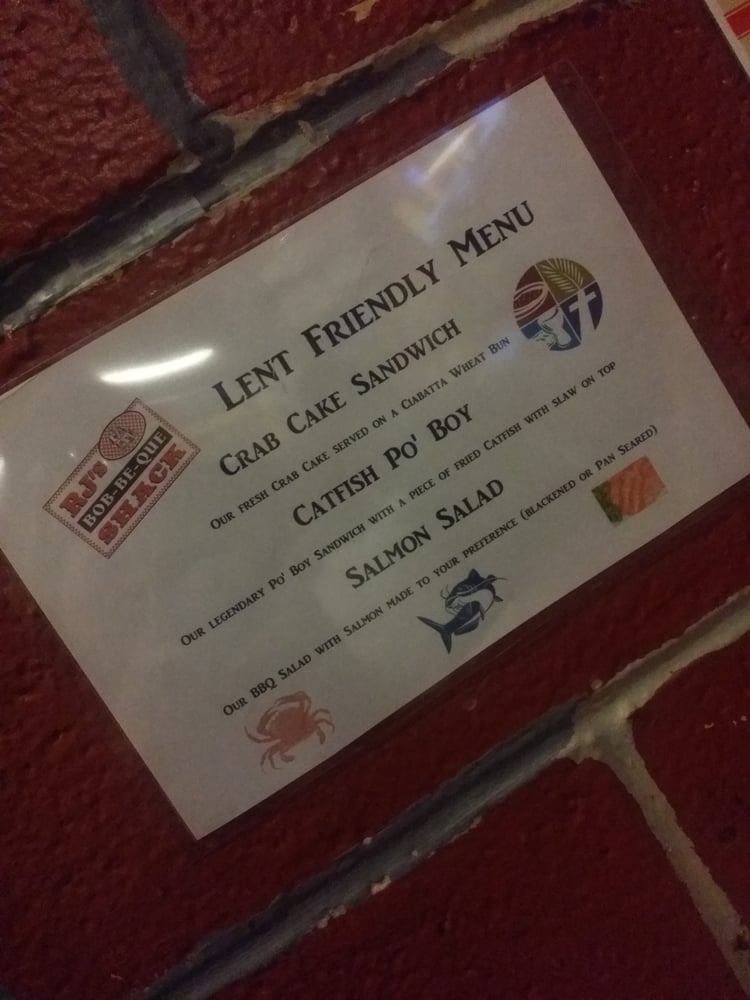 Lent Friendly Menu
Crab Cake Sandwich
Our fresh Crab Cake served on a Ciabatta Wheat Bun
Catfish Po' Boy
Our legendary Po' Boy Sandwich with a piece of fried Catfish with slaw on top
Salmon Salad
Our BBQ Salad with Salmon made to your preference (blackened or Pan Seared)
RJ's
BOB-BE-QUE
SHACK